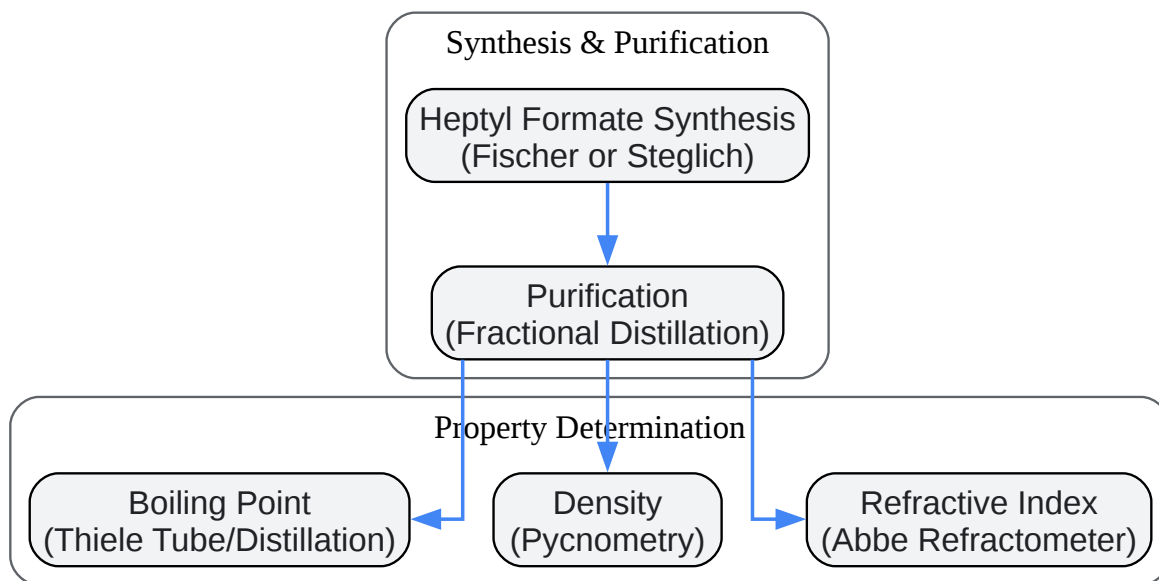 Synthesis & Purification
Heptyl Formate Synthesis
(Fischer or Steglich)
Purification
(Fractional Distillation)
Property Determination
Boiling Point
(Thiele Tube/Distillation)
Density
(Pycnometry)
Refractive Index
(Abbe Refractometer)